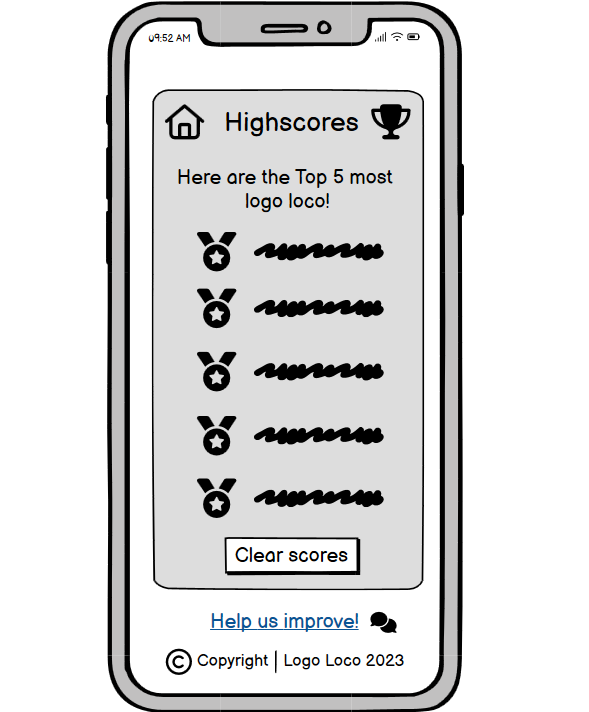 09:52 AM
Highscores
Here are the Top 5 most
logo loco!
Clear scores
Help us improve!
© Copyright | Logo Loco 2023